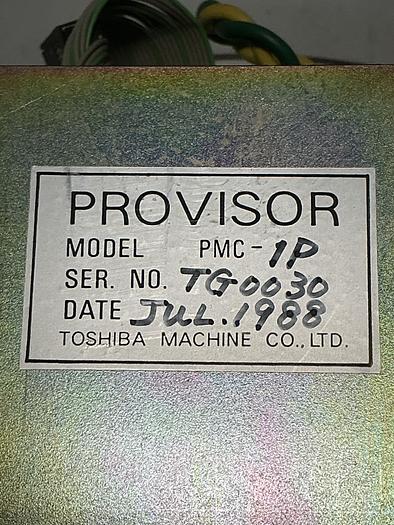 PROVISOR
MODEL PMC-1P
SER. NO. TG0030
DATE JUL. 1988
TOSHIBA MACHINE CO., LTD.